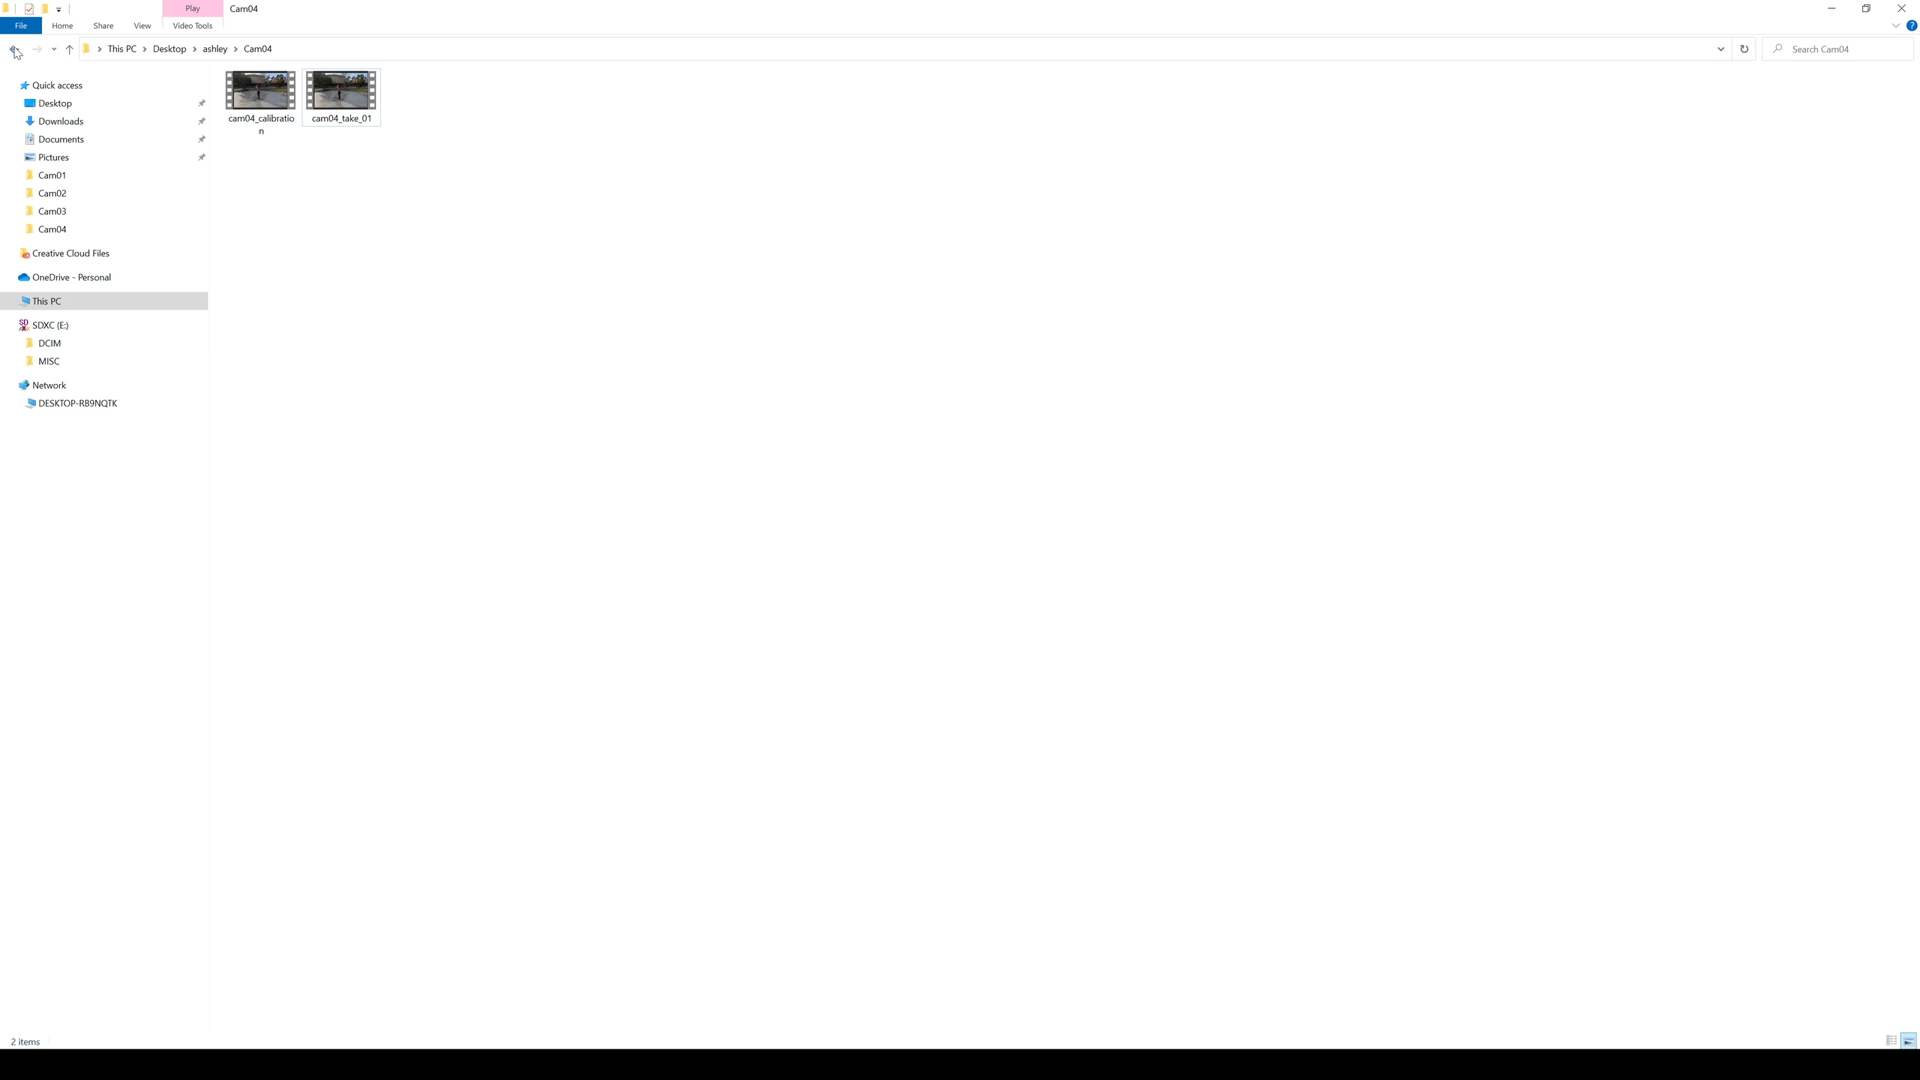 Play
Cam04
File
Home
Share
View
Video Tools
This PC
Desktop
ashley
Cam04
Search Cam04
Quick access
Desktop
Downloads
Documents
Pictures
Cam01
Cam02
Cam03
Cam04
Creative Cloud Files
OneDrive - Personal
This PC
SDXC (E:)
DCIM
MISC
Network
DESKTOP-RB9NQTK
cam04_calibratio
n
cam04_take_01
2 items